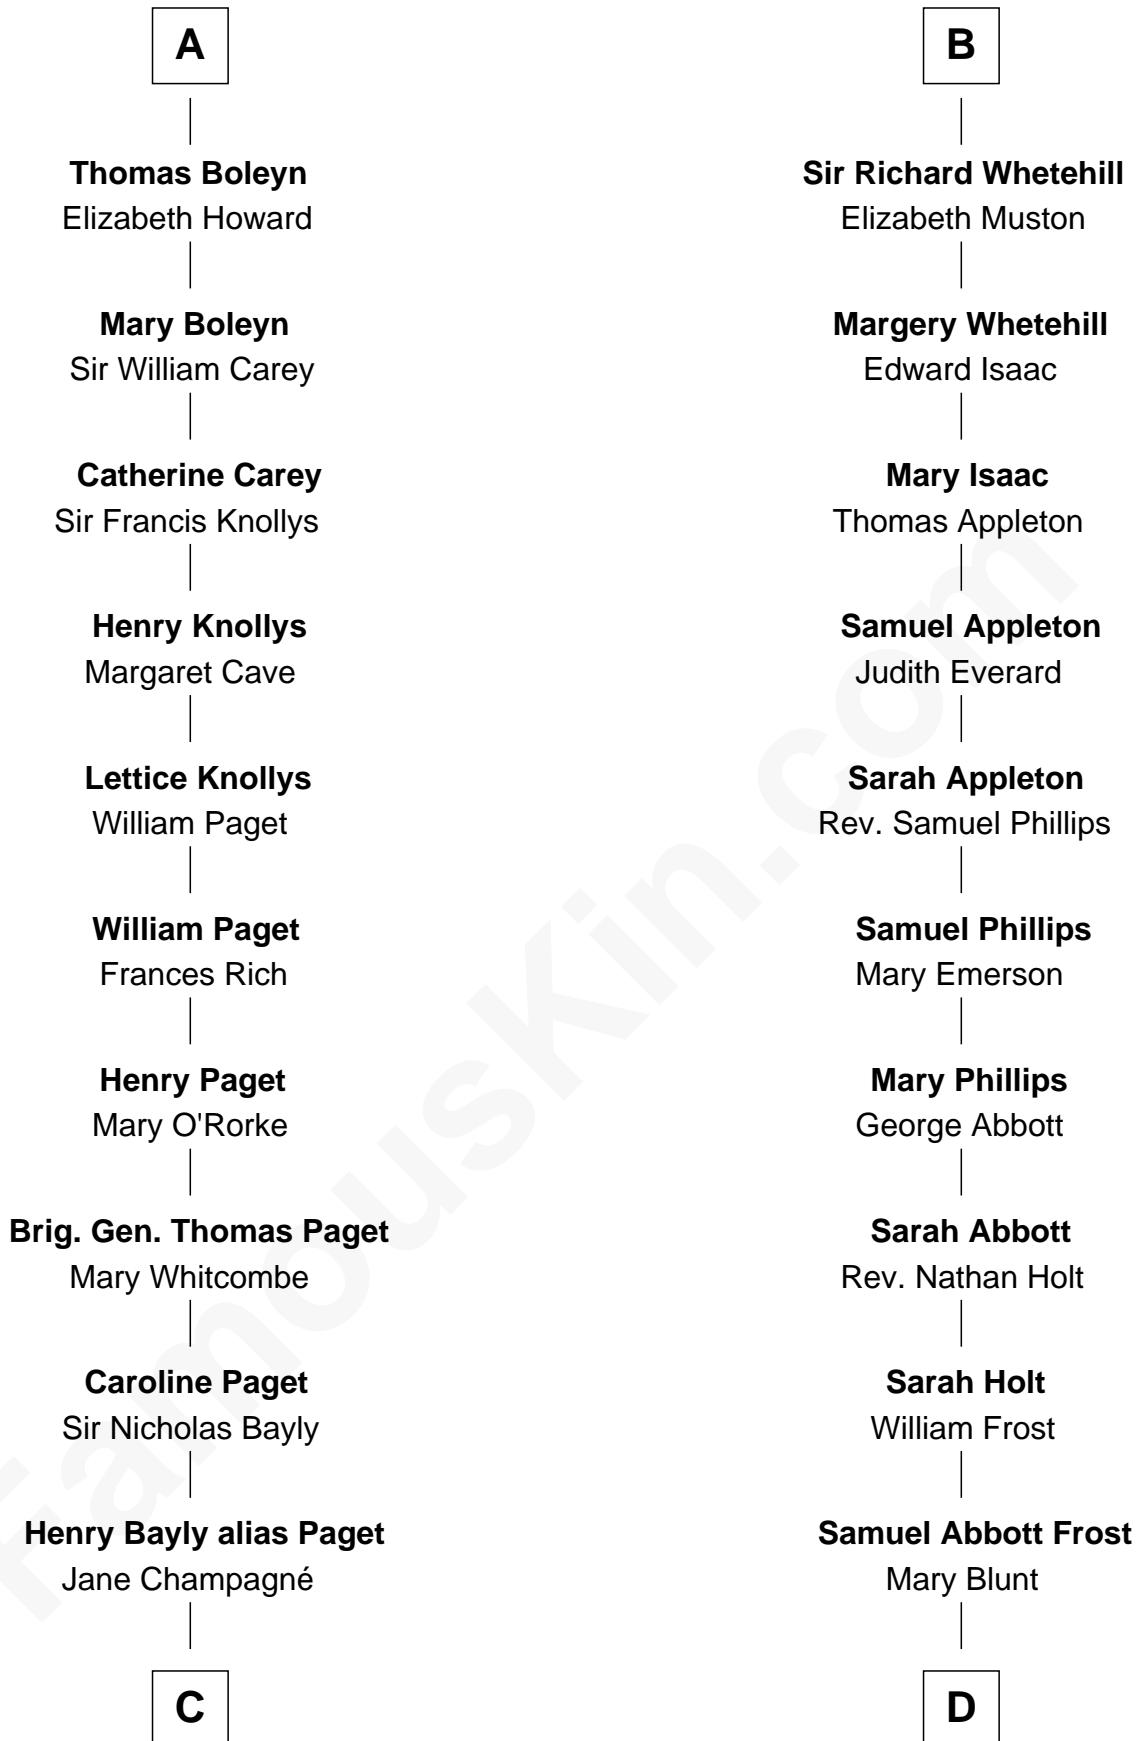 A
Thomas Boleyn
Elizabeth Howard
Mary Boleyn
Sir William Carey
Catherine Carey
Sir Francis Knollys
Henry Knollys
Margaret Cave
Lettice Knollys
William Paget
William Paget
Frances Rich
Henry Paget
Mary O'Rorke
Brig. Gen. Thomas Paget
Mary Whitcombe
Caroline Paget
Sir Nicholas Bayly
Henry Bayly alias Paget
Jane Champagné
C
B
Sir Richard Whetehill
Elizabeth Muston
Margery Whetehill
Edward Isaac
Mary Isaac
Thomas Appleton
Samuel Appleton
Judith Everard
Sarah Appleton
Rev. Samuel Phillips
Samuel Phillips
Mary Emerson
Mary Phillips
George Abbott
Sarah Abbott
Rev. Nathan Holt
Sarah Holt
William Frost
Samuel Abbott Frost
Mary Blunt
D
FamousKin.com